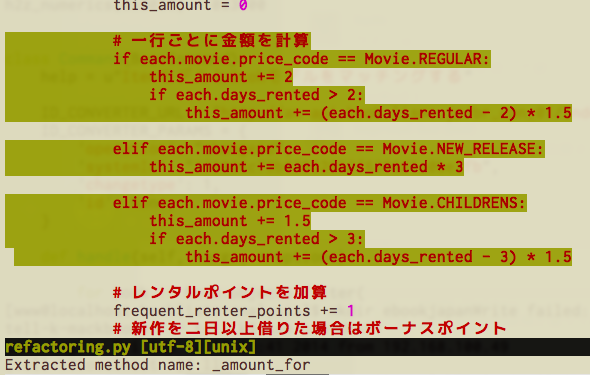 this_amount = 0
# 一行ごとに金額を計算
if each.movie.price_code == Movie.REGULAR:
this_amount += 2
if each.days_rented > 2:
this_amount += (each.days_rented - 2) * 1.5
elif each.movie.price_code == Movie.NEW_RELEASE:
this_amount += each.days_rented * 3
elif each.movie.price_code == Movie.CHILDRENS:
this_amount += 1.5
if each.days_rented > 3:
this_amount += (each.days_rented - 3) * 1.5
# レンタルポイントを加算
frequent_renter_points += 1
# 新作を二日以上借りた場合はボーナスポイント
refactoring.py [utf-8][unix]
Extracted method name: _amount_for